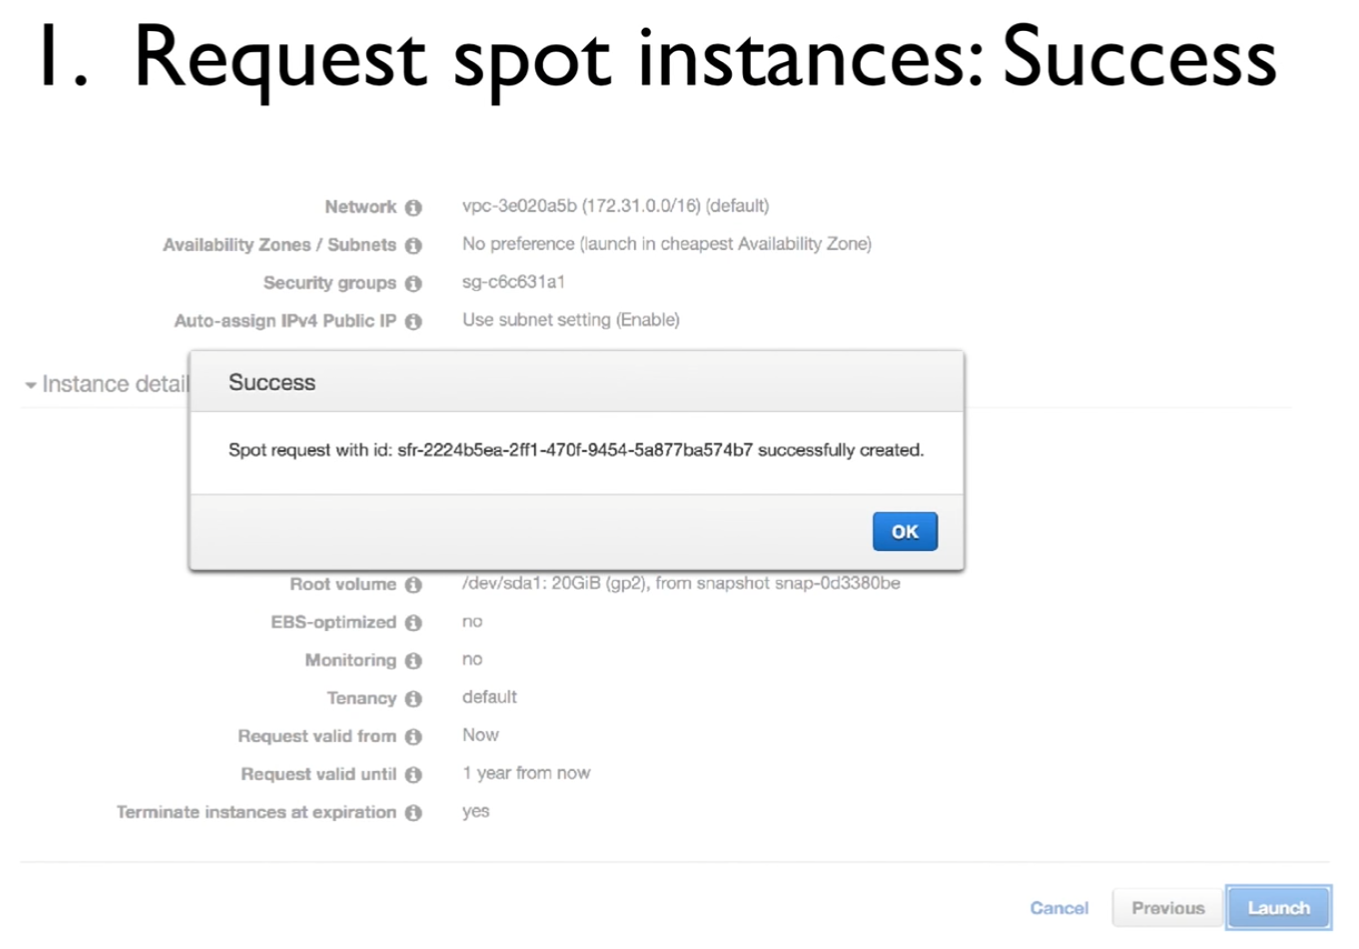 1. Request spot instances: Success
Network vpc-3e020a5b (172.31.0.0/16) (default)
Availability Zones / Subnets No preference (launch in cheapest Availability Zone)
Security groups sg-c6c631a1
Auto-assign IPv4 Public IP Use subnet setting (Enable)
Instance detail
Success
Spot request with id: sfr-2224b5ea-2ff1-470f-9454-5a877ba574b7 successfully created.
OK
Root volume /dev/sda1: 20GiB (gp2), from snapshot snap-0d3380be
EBS-optimized no
Monitoring no
Tenancy default
Request valid from Now
Request valid until 1 year from now
Terminate instances at expiration yes
Cancel Previous Launch